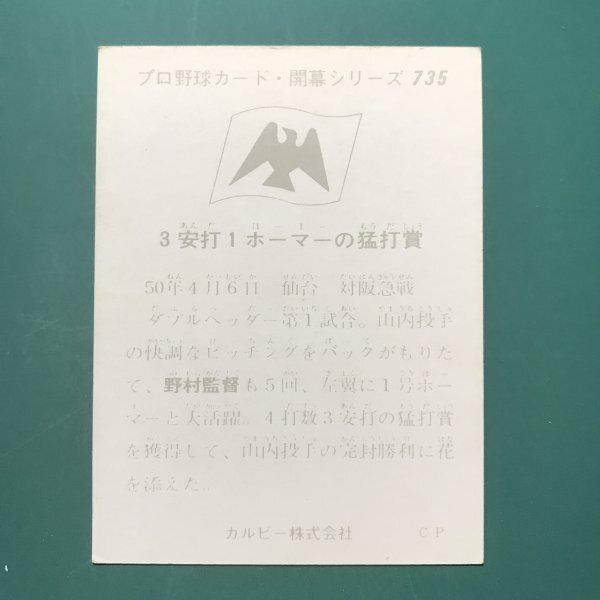 プロ野球カード・開幕シリーズ 735
3安打1ホーマーの猛打賞
50年4月6日 仙台 対阪急戦
ダブルヘッダー第1試合。山内投手
の快調なピッチングをバックがもりた
て、野村監督も5回、左翼に1号ホー
マーと大活躍。4打数3安打の猛打賞
を獲得して、山内投手の完封勝利に花
を添えた。
カルビー株式会社 CP